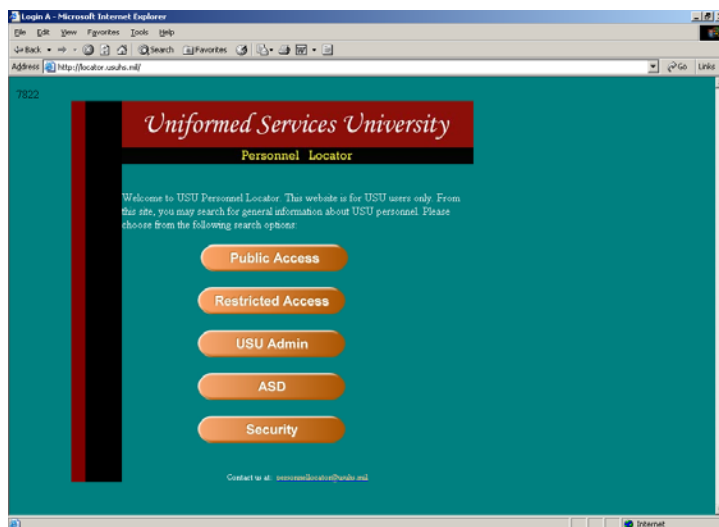 Login A - Microsoft Internet Explorer
File Edit View Favorites Tools Help
Back Search Favorites
Address http://locator.usuhs.mil/ Go Links
7822
Uniformed Services University
Personnel Locator
Welcome to USU Personnel Locator. This website is for USU users only. From
this site, you may search for general information about USU personnel. Please
choose from the following search options:
Public Access
Restricted Access
USU Admin
ASD
Security
Contact us at: personnellocator@usuhs.mil
Internet